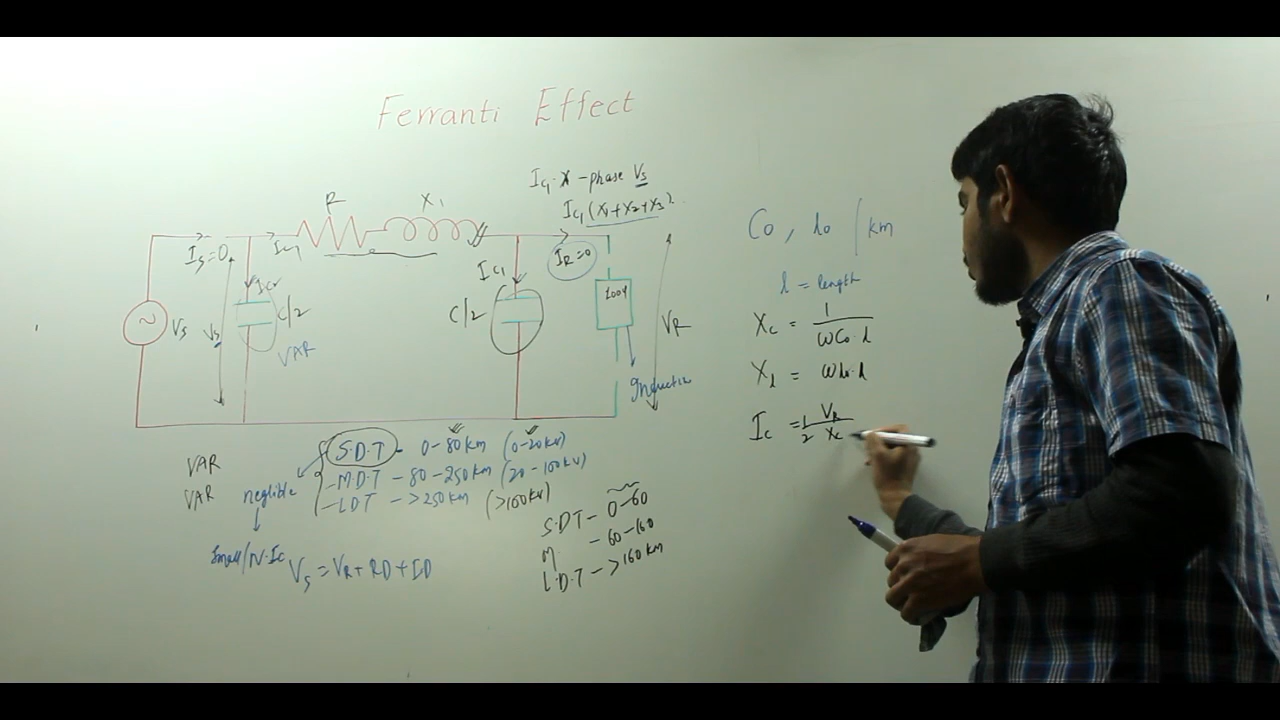 Ferranti Effect
IC1·X - phase Vs
IC1(X1+X2+X3)
R
X1
Is=0
IC1
IC1
IR=0
C/2
C/2
VAR
Vs
Vs
VR
C0, l0 / km
l = length
Xc = 1 / ωC0·l
Xl = ωl0·l
Ic = 1/2 VR/Xc
S.D.T - 0-80km (0-20kv)
-M.D.T - 80-250km (20-100kv)
-LDT - >250km (>100kv)
VAR
VAR
neglible
S.D.T - 0-60
M. - 60-160
L.D.T - >160km
Small/N·Ic
Vs = VR + RD + ID